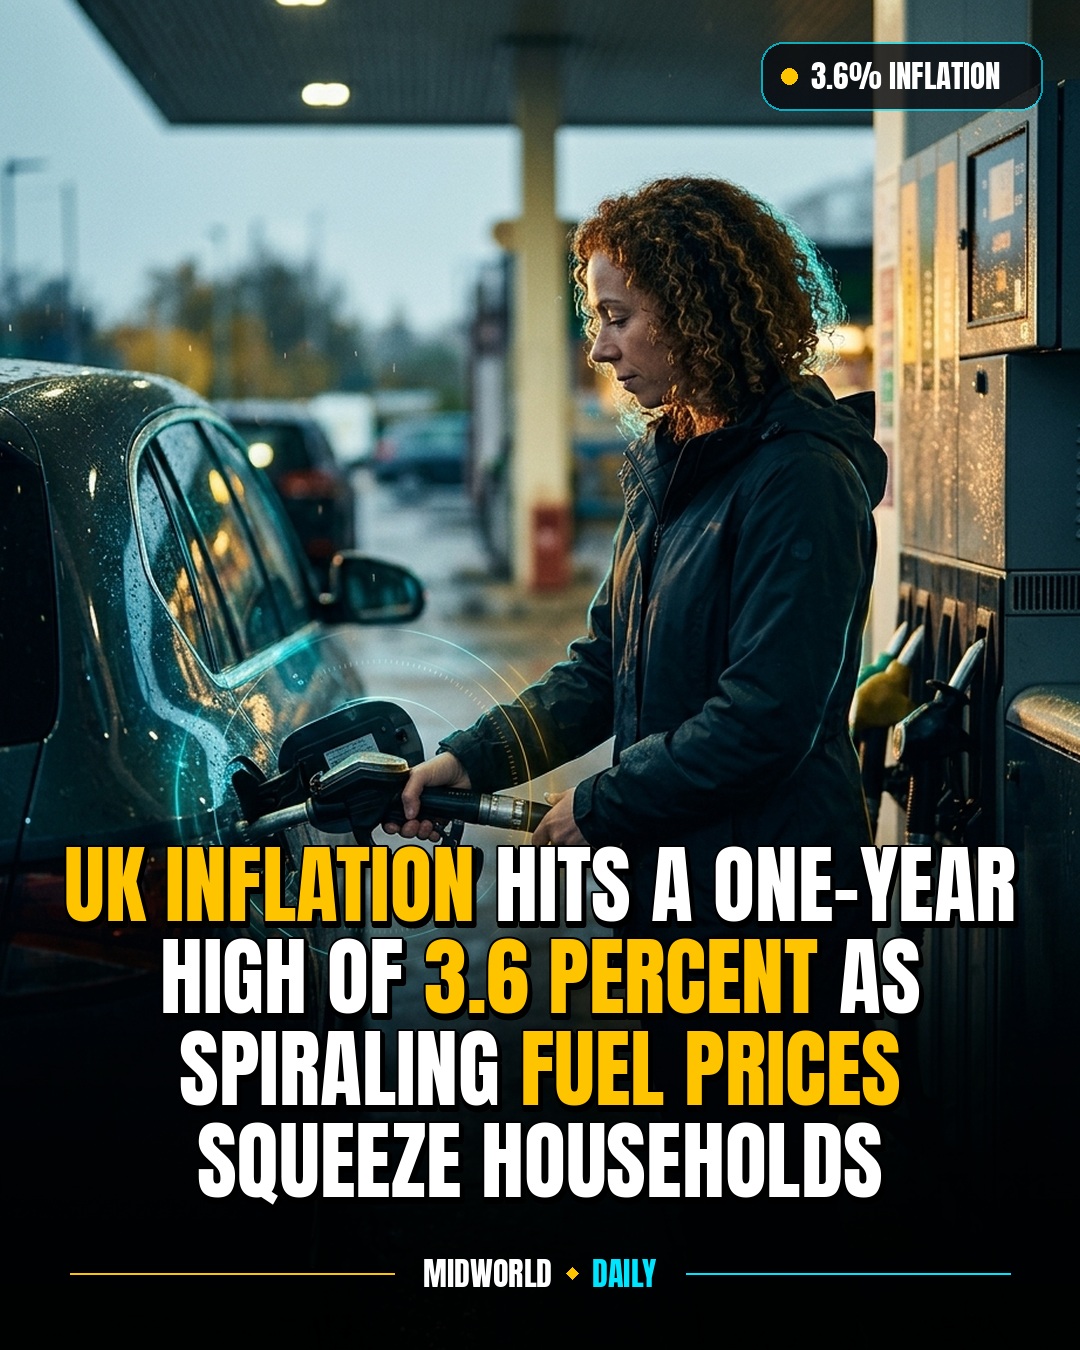 3.6% INFLATION
UK INFLATION HITS A ONE-YEAR
HIGH OF 3.6 PERCENT AS
SPIRALING FUEL PRICES
SQUEEZE HOUSEHOLDS
MIDWORLD DAILY